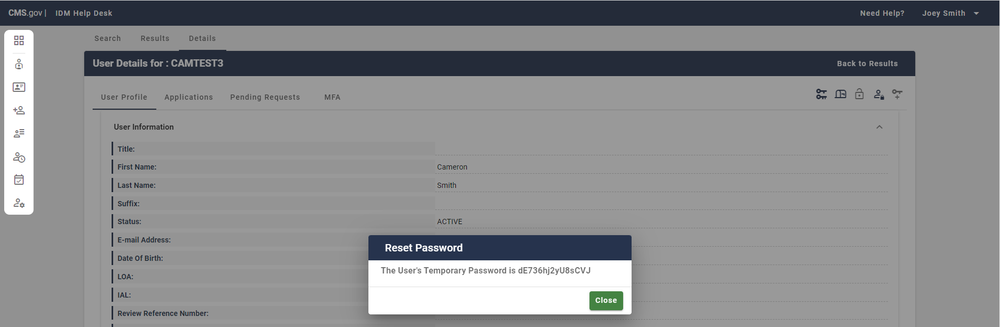 CMS.gov | IDM Help Desk Need Help? Joey Smith
Search Results Details
User Details for : CAMTEST3 Back to Results
User Profile Applications Pending Requests MFA
User Information
Title:
First Name: Cameron
Last Name: Smith
Suffix:
Status: ACTIVE
E-mail Address:
Date Of Birth:
LOA:
IAL:
Review Reference Number:
Reset Password
The User's Temporary Password is dE736hj2yU8sCVJ
Close